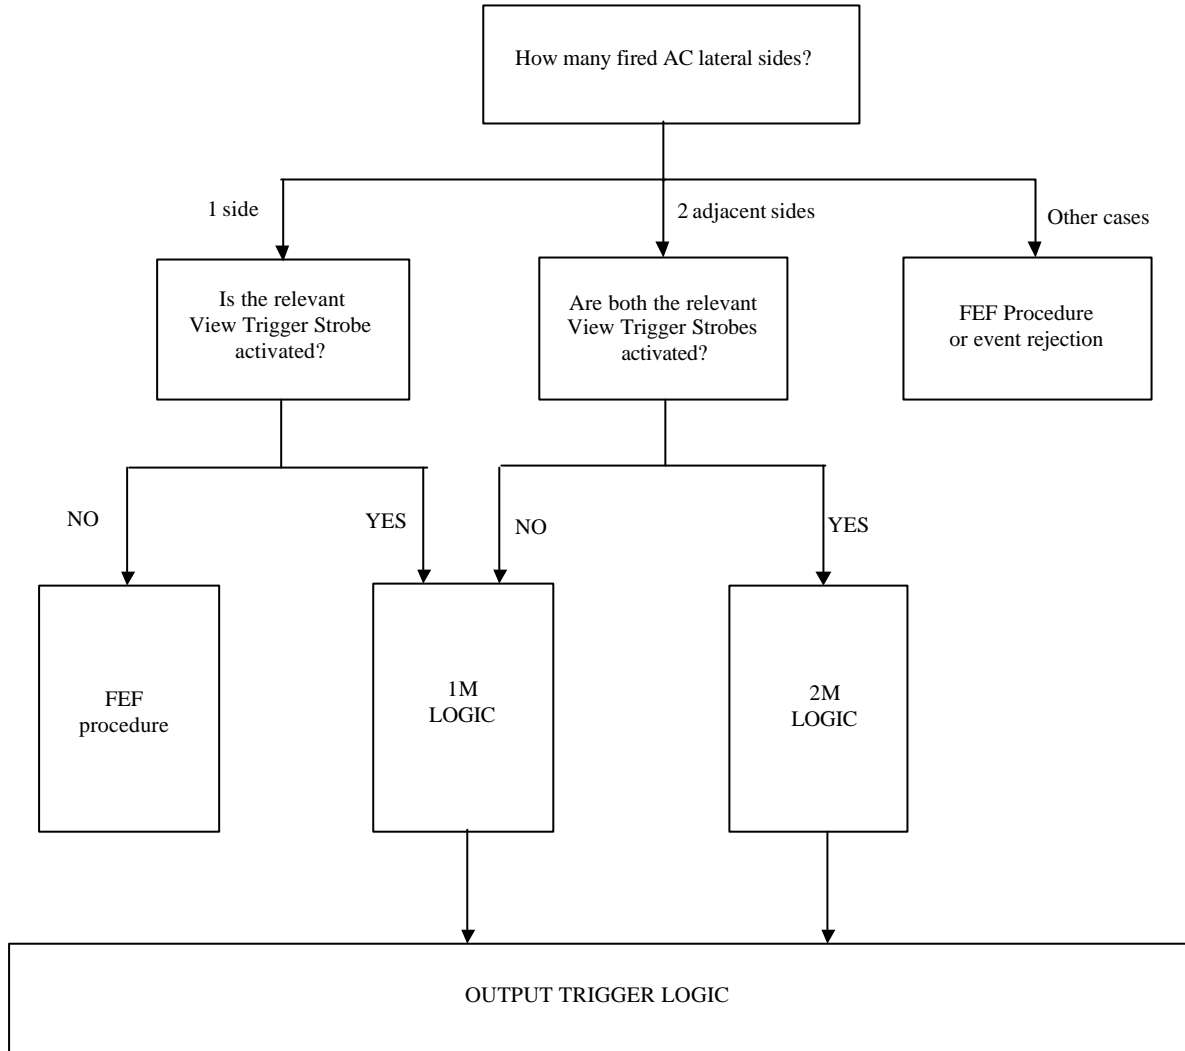 How many fired AC lateral sides?
1 side
2 adjacent sides
Other cases
Is the relevant
View Trigger Strobe
activated?
Are both the relevant
View Trigger Strobes
activated?
FEF Procedure
or event rejection
NO
YES
NO
YES
FEF
procedure
1M
LOGIC
2M
LOGIC
OUTPUT TRIGGER LOGIC